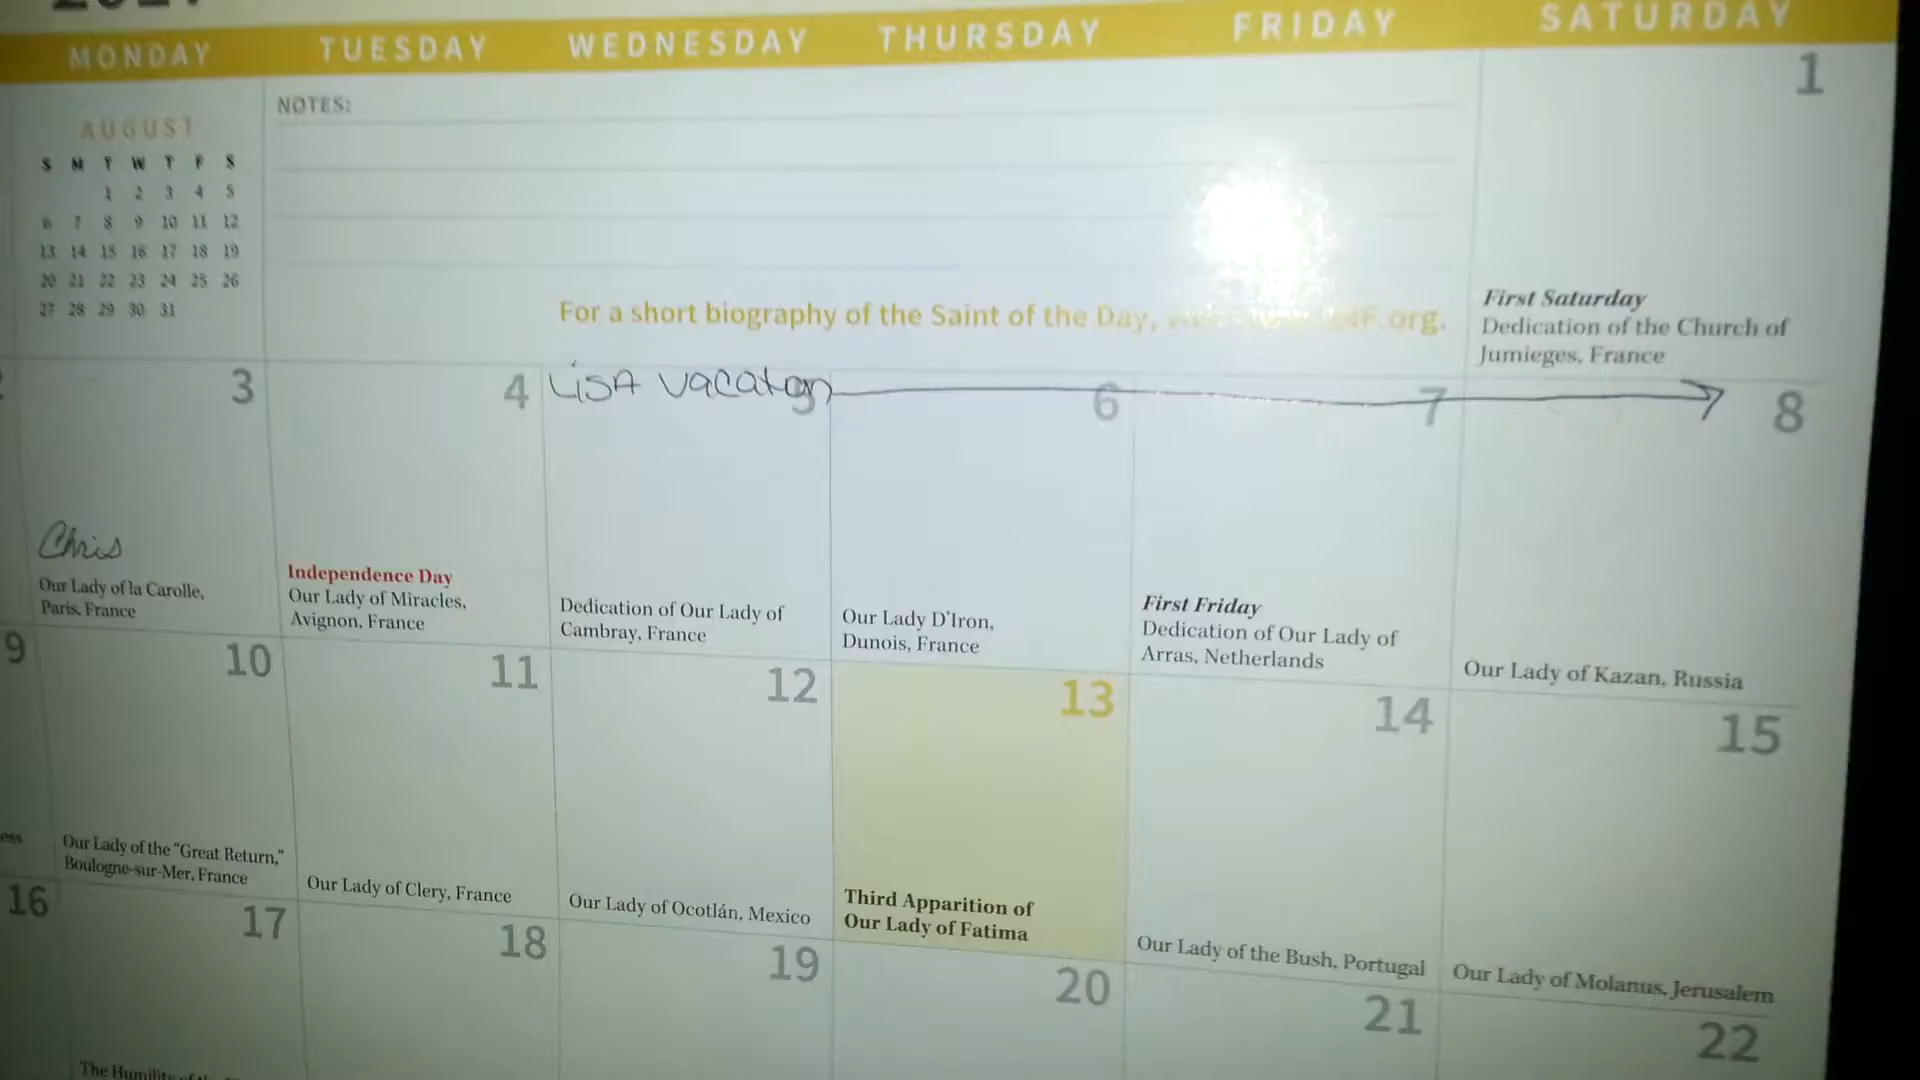 MONDAY TUESDAY WEDNESDAY THURSDAY FRIDAY SATURDAY
AUGUST
S M T W T F S
1 2 3 4 5
6 7 8 9 10 11 12
13 14 15 16 17 18 19
20 21 22 23 24 25 26
27 28 29 30 31
NOTES:
For a short biography of the Saint of the Day,
1
First Saturday
Dedication of the Church of
Jumieges, France
3
Chris
Our Lady of la Carolle,
Paris, France
4
Independence Day
Our Lady of Miracles,
Avignon, France
LISA vacaton
5
Dedication of Our Lady of
Cambray, France
6
Our Lady D'Iron,
Dunois, France
7
First Friday
Dedication of Our Lady of
Arras, Netherlands
8
Our Lady of Kazan, Russia
9
10
Our Lady of the "Great Return,"
Boulogne-sur-Mer, France
11
Our Lady of Clery, France
12
Our Lady of Ocotlán, Mexico
13
Third Apparition of
Our Lady of Fatima
14
Our Lady of the Bush, Portugal
15
Our Lady of Molanus, Jerusalem
16
17
The Humility of
18
19
20
21
22